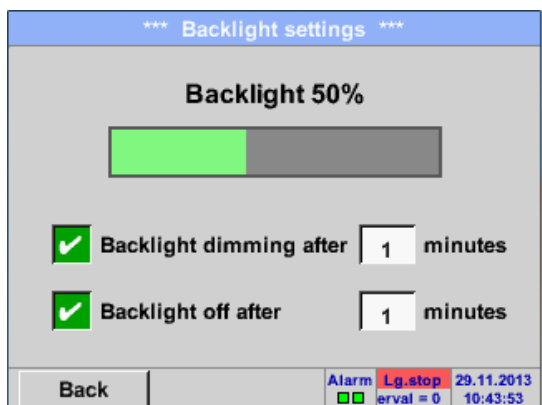 *** Backlight settings ***
Backlight 50%
Backlight dimming after 1 minutes
Backlight off after 1 minutes
Back
Alarm Lg.stop 29.11.2013
erval = 0 10:43:53